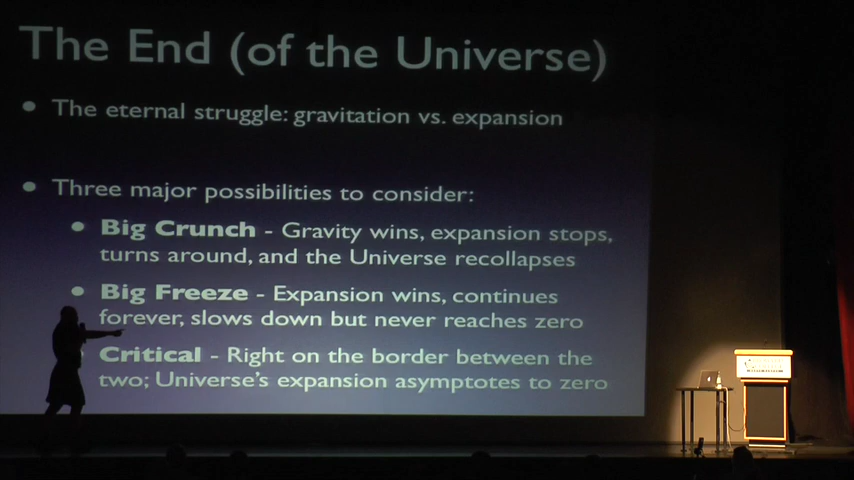 The End (of the Universe)
• The eternal struggle: gravitation vs. expansion
• Three major possibilities to consider:
• Big Crunch - Gravity wins, expansion stops,
turns around, and the Universe recollapses
• Big Freeze - Expansion wins, continues
forever, slows down but never reaches zero
• Critical - Right on the border between the
two; Universe's expansion asymptotes to zero